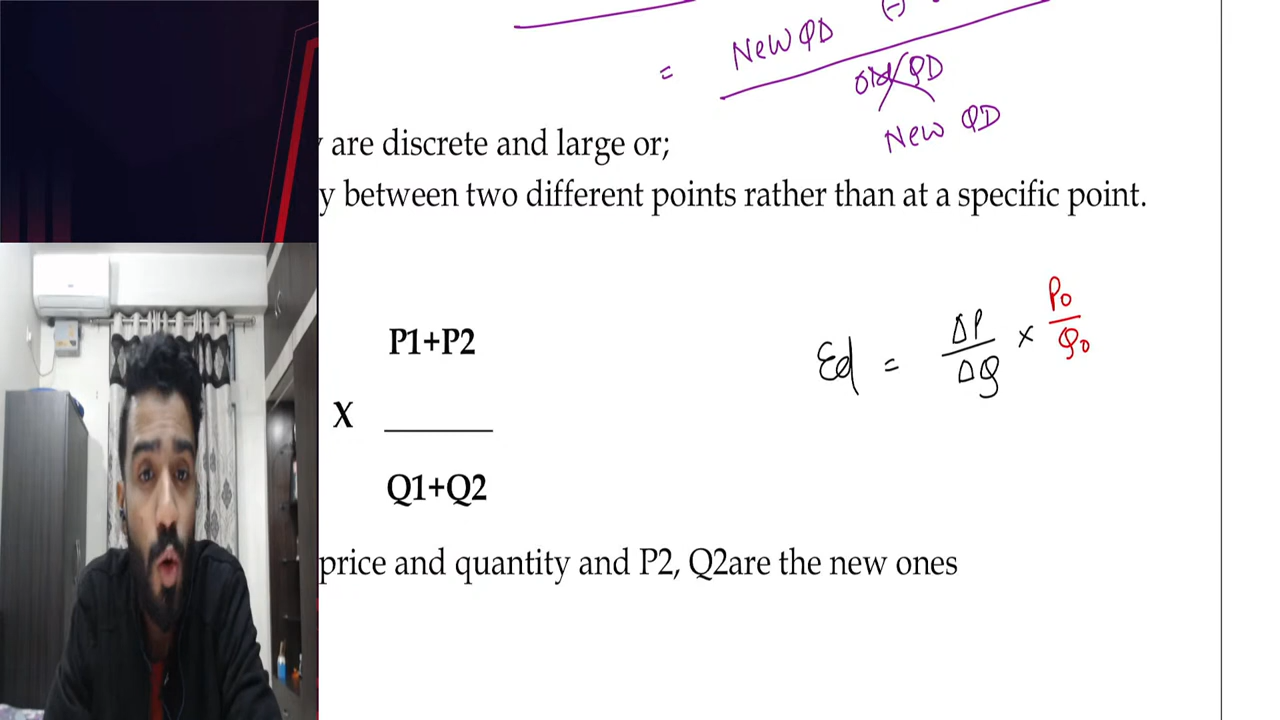 = New QD (-)
old QD
New QD
are discrete and large or;
y between two different points rather than at a specific point.
P1+P2
X
Q1+Q2
Ed = ΔP/ΔQ × P0/Q0
price and quantity and P2, Q2are the new ones